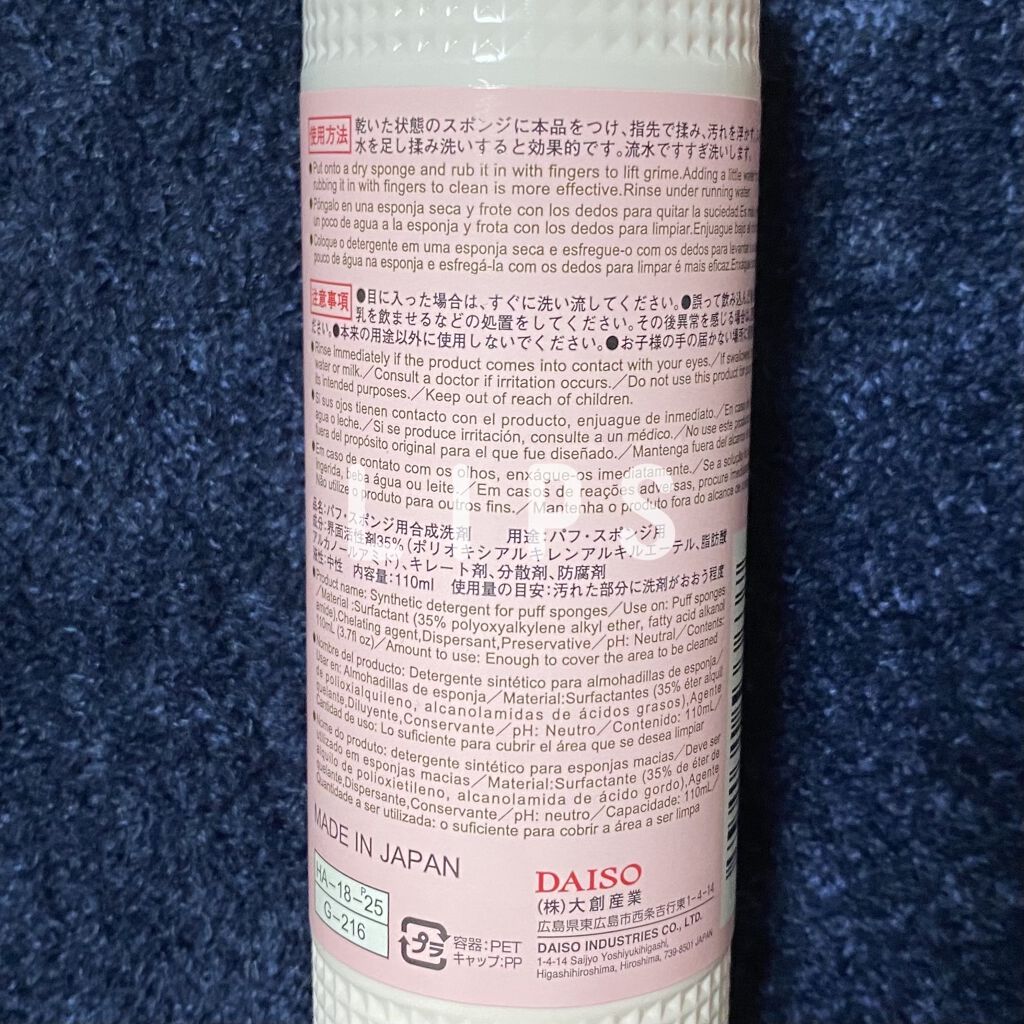 使用方法
乾いた状態のスポンジに本品をつけ、指先で揉み、汚れを浮かす。
水を足し揉み洗いすると効果的です。流水ですすぎ洗いします。
●Put onto a dry sponge and rub it in with fingers to lift grime.Adding a little
rubbing it in with fingers to clean is more effective.Rinse under running water.
●Póngalo en una esponja seca y frote con los dedos para quitar la suciedad.Es más
un poco de agua a la esponja y frota con los dedos para limpiar.Enjuague bajo
●Coloque o detergente em uma esponja seca e esfregue-o com os dedos para levantar
pouco de água na esponja e esfregá-la com os dedos para limpar é mais eficaz.
注意事項
●目に入った場合は、すぐに洗い流してください。●誤って飲み込んだ
乳を飲ませるなどの処置をしてください。その後異常を感じる場合は
ださい。●本来の用途以外に使用しないでください。●お子様の手の届かない場所に
●Rinse Immediately if the product comes into contact with your eyes.／If swallowed,
water or milk.／Consult a doctor if irritation occurs.／Do not use this product for
its intended purposes.／Keep out of reach of children.
●Si sus ojos tienen contacto con el producto, enjuague de inmediato.／En caso
agua o leche.／Si se produce irritación, consulte a un médico.／No use este
fuera del propósito original para el que fue diseñado.／Mantenga fuera del alcance
●Em caso de contato com os olhos, enxágue-os imediatamente.／Se a
ingerida, beba água ou leite.／Em casos de reações adversas, procure
Não utilize o produto para outros fins.／Mantenha o produto fora do alcance
LIPS
品名：パフ・スポンジ用合成洗剤 用途：パフ・スポンジ用
成分：界面活性剤35%（ポリオキシアルキレンアルキルエーテル、脂肪酸
アルカノールアミド）、キレート剤、分散剤、防腐剤
液性：中性 内容量：110ml 使用量の目安：汚れた部分に洗剤がおおう程度
●Product name: Synthetic detergent for puff sponges／Use on: Puff sponges
／Material :Surfactant (35% polyoxyalkylene alkyl ether, fatty acid alkanol
amide),Chelating agent,Dispersant,Preservative／pH: Neutral／Contents:
110mL (3.7fl oz)／Amount to use: Enough to cover the area to be cleaned
●Nombre del producto: Detergente sintético para almohadillas de esponja／
Usar en: Almohadillas de esponja／Material:Surfactantes (35% éter alquil
de polioxialquileno, alcanolamidas de ácidos grasos),Agente
quelante,Diluyente,Conservante／pH: Neutro／Contenido: 110mL／
Cantidad de uso: Lo suficiente para cubrir el área que se desea limpiar
●Nome do produto: detergente sintético para esponjas macias／Deve ser
utilizado em esponjas macias／Material:Surfactante (35% de éter de
alquilo de polioxietileno, alcanolamida de ácido gordo),Agente
quelante,Dispersante,Conservante／pH: neutro／Capacidade: 110mL／
Quantidade a ser utilizada: o suficiente para cobrir a área a ser limpa
MADE IN JAPAN
HA-18-P-25
G-216
プラ
容器：PET
キャップ：PP
DAISO
（株）大創産業
広島県東広島市西条吉行東1-4-14
DAISO INDUSTRIES CO., LTD.
1-4-14 Saijyo Yoshiyukihigashi,
Higashihiroshima, Hiroshima, 739-8501 JAPAN